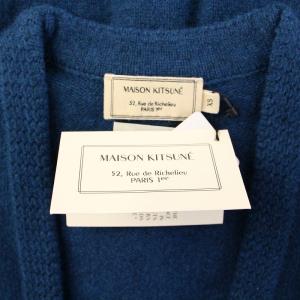 MAISON KITSUNÉ
52, Rue de Richelieu
PARIS 1er
XS
MAISON KITSUNÉ
52, Rue de Richelieu
PARIS 1er